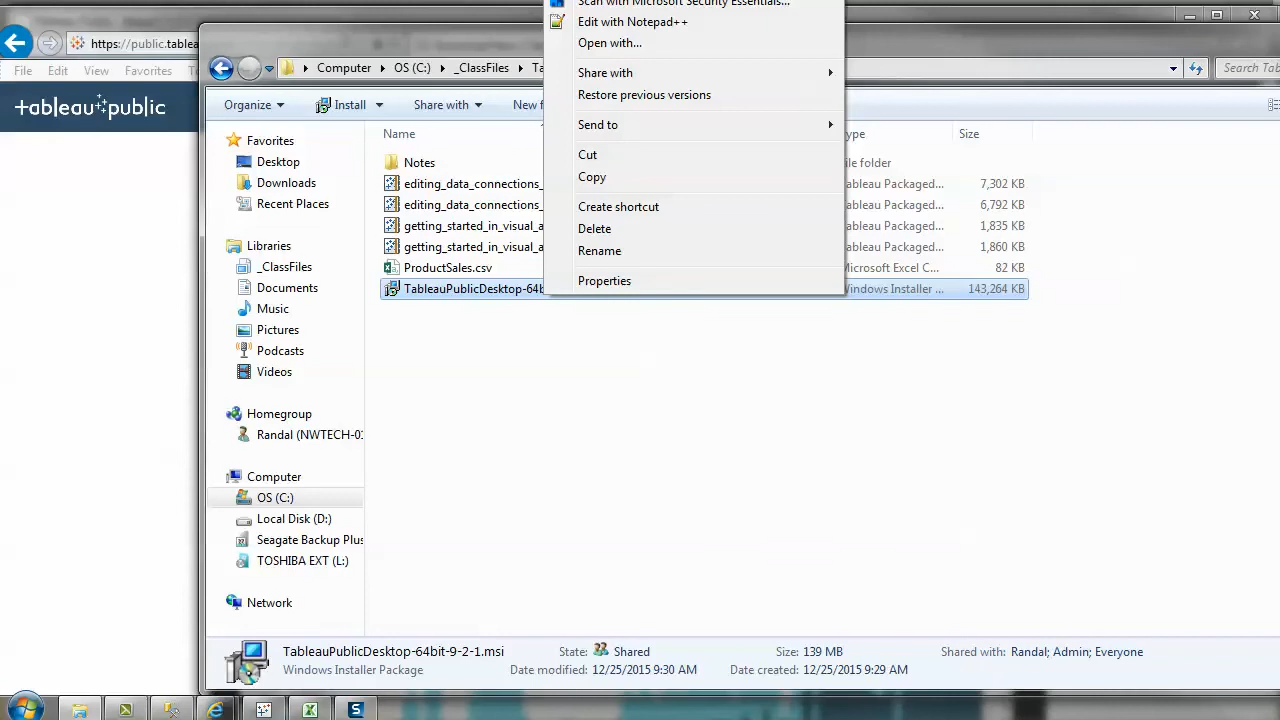 Scan with Microsoft Security Essentials...
Edit with Notepad++
Open with...
Share with
Restore previous versions
Send to
Cut
Copy
Create shortcut
Delete
Rename
Properties
https://public.tablea
File Edit View Favorites
tableau public
Computer OS (C:) _ClassFiles
Search Tab
Organize Install Share with New f
Name Size
Favorites
Desktop
Downloads
Recent Places
Libraries
_ClassFiles
Documents
Music
Pictures
Podcasts
Videos
Homegroup
Randal (NWTECH-01
Computer
OS (C:)
Local Disk (D:)
Seagate Backup Plus
TOSHIBA EXT (L:)
Network
Notes ile folder
editing_data_connections_ ableau Packaged... 7,302 KB
editing_data_connections_ ableau Packaged... 6,792 KB
getting_started_in_visual_a ableau Packaged... 1,835 KB
getting_started_in_visual_a ableau Packaged... 1,860 KB
ProductSales.csv Microsoft Excel C... 82 KB
TableauPublicDesktop-64b Windows Installer ... 143,264 KB
TableauPublicDesktop-64bit-9-2-1.msi State: Shared Size: 139 MB Shared with: Randal; Admin; Everyone
Windows Installer Package Date modified: 12/25/2015 9:30 AM Date created: 12/25/2015 9:29 AM